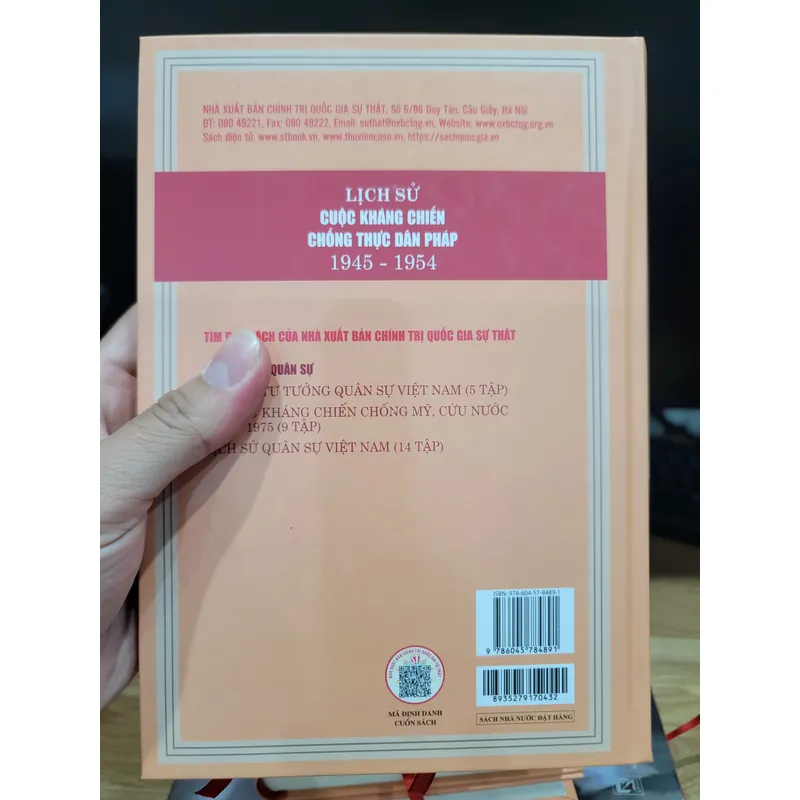 NHÀ XUẤT BẢN CHÍNH TRỊ QUỐC GIA SỰ THẬT, Số 6/86 Duy Tân, Cầu Giấy, Hà Nội
ĐT: 080 49221, Fax: 080 49222, Email: suthat@nxbctqg.vn, Website: www.nxbctqg.org.vn
Sách điện tử: www.stbook.vn, www.thuviencoso.vn, https://sachquocgia.vn
LỊCH SỬ
CUỘC KHÁNG CHIẾN
CHỐNG THỰC DÂN PHÁP
1945 - 1954
TÌM SÁCH CỦA NHÀ XUẤT BẢN CHÍNH TRỊ QUỐC GIA SỰ THẬT
QUÂN SỰ
TƯ TƯỞNG QUÂN SỰ VIỆT NAM (5 TẬP)
KHÁNG CHIẾN CHỐNG MỸ, CỨU NƯỚC
1975 (9 TẬP)
LỊCH SỬ QUÂN SỰ VIỆT NAM (14 TẬP)
ISBN: 978-604-57-8489-1
9 786045 784891
8935279170432
ST
MÃ ĐỊNH DANH
CUỐN SÁCH
SÁCH NHÀ NƯỚC ĐẶT HÀNG